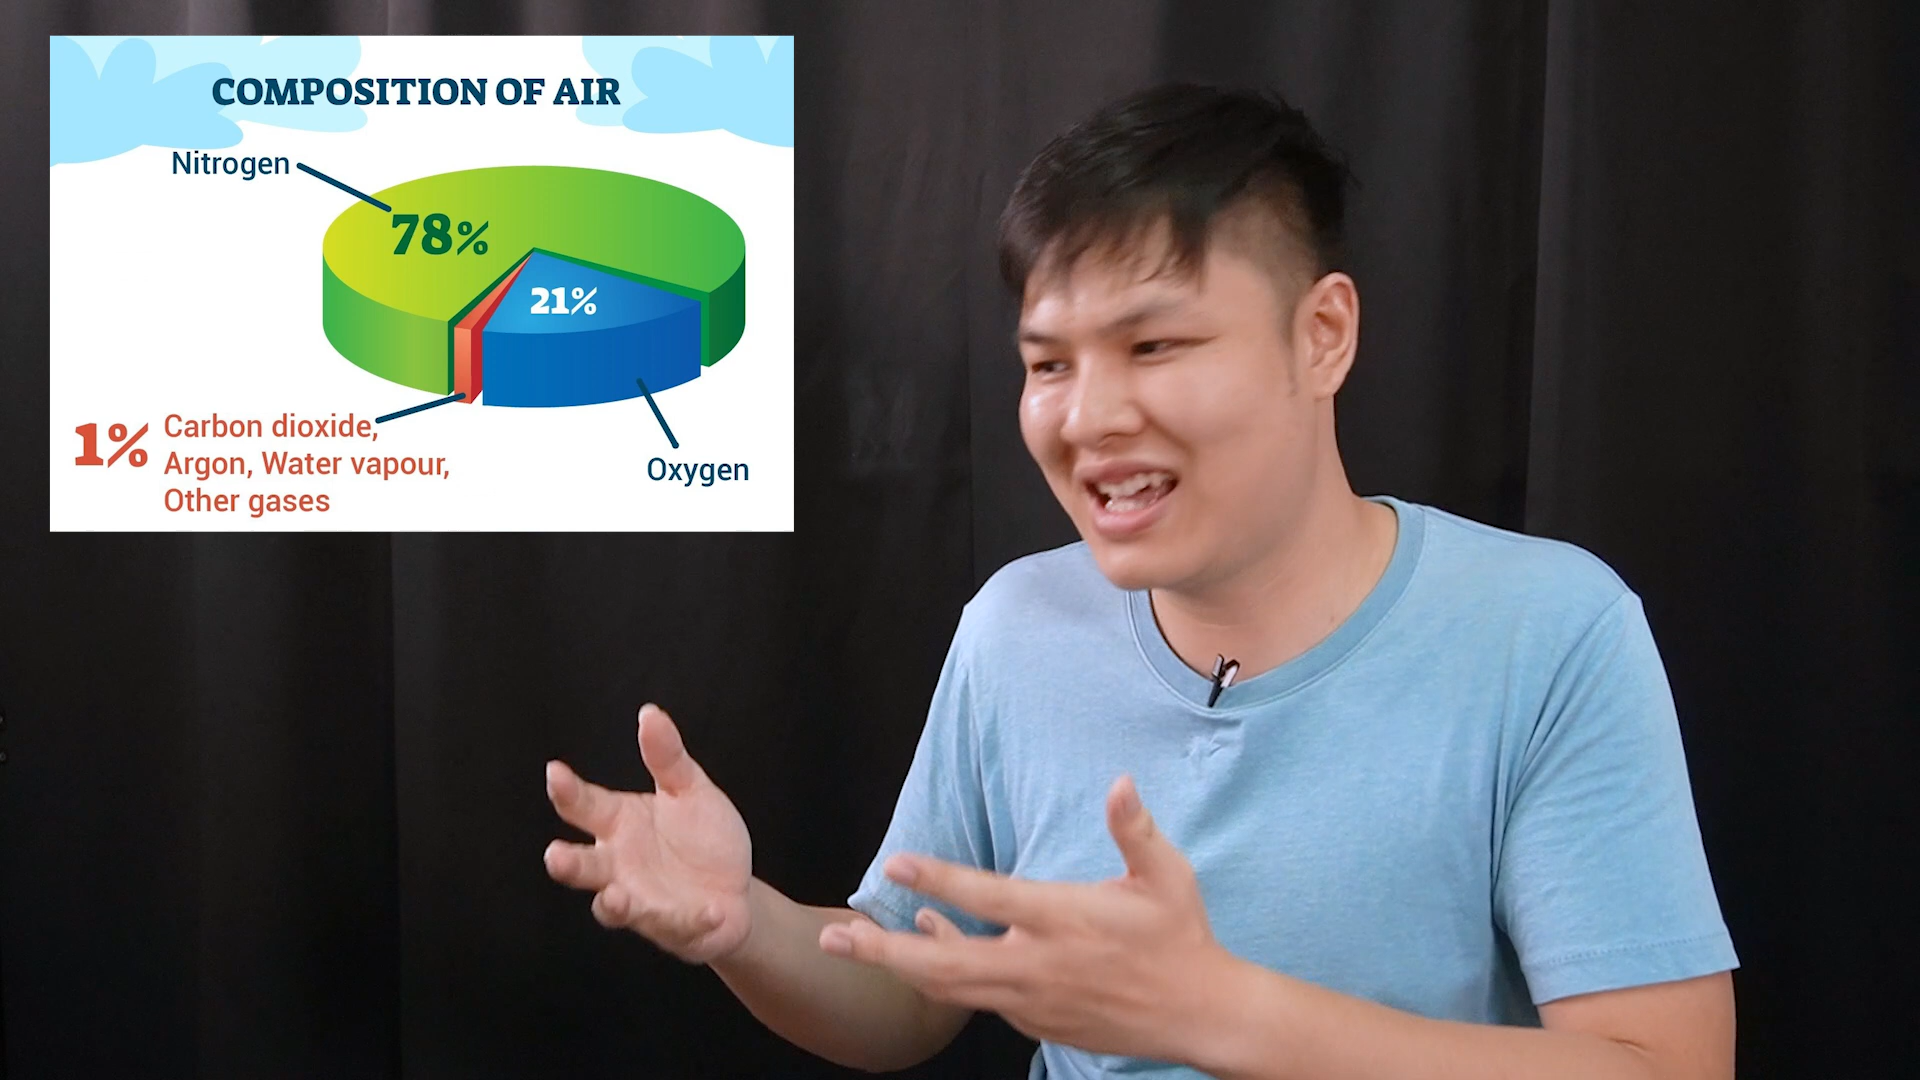 COMPOSITION OF AIR
Nitrogen
78%
21%
1%
Carbon dioxide,
Argon, Water vapour,
Other gases
Oxygen